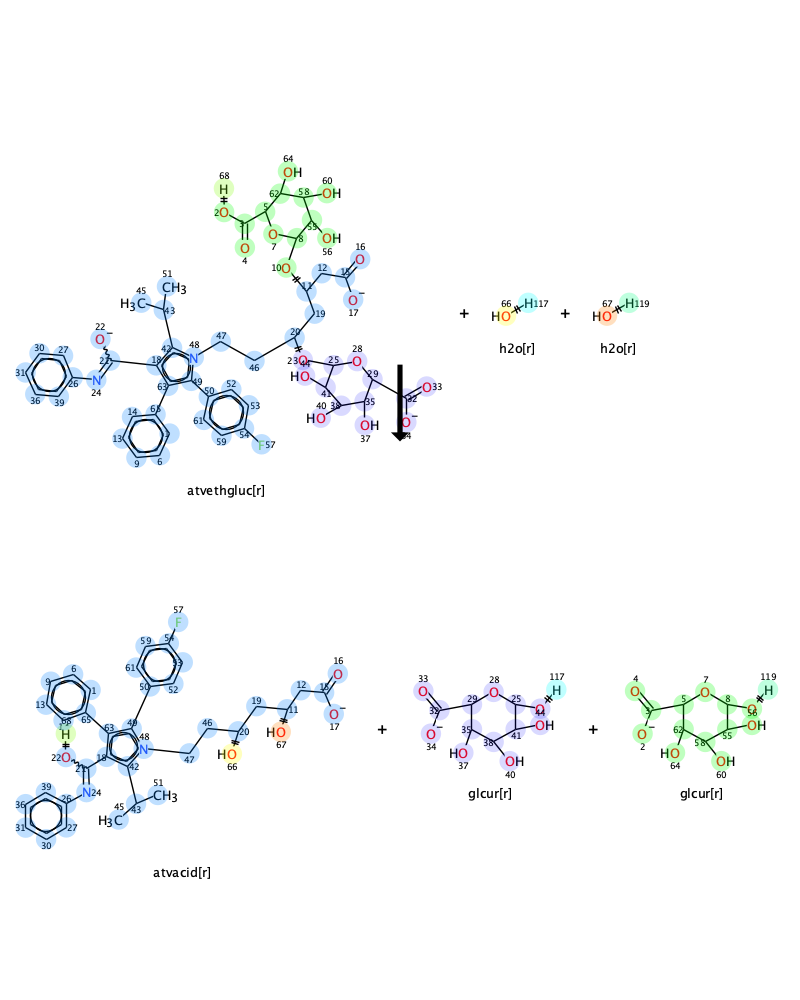 64
OH
68
H
60
62
58
OH
2 O
5
3
55
7
O
8
OH
56
O
4
10 O
12
15
O
16
11
O−
17
51
CH3
45
H3C
43
19
22
O−
42
48
N
47
46
20
23
O
44
HO
25
28
O
29
30
27
31
26
36
39
N
24
21
18
49
63
50
52
53
54
59
61
F 57
65
14
13
9
6
1
41
40
HO
38
35
OH
37
32
O 33
O−
34
atvethgluc[r]
+
66
HO
H 117
h2o[r]
+
67
HO
H 119
h2o[r]
57
F
54
59
53
61
52
50
6
9
1
13
14
65
68
H
63
49
48
N
O
22
18
21
42
N 24
39
26
36
31
27
30
45
H3C
43
51
CH3
47
46
20
HO
66
19
11
HO
67
12
15
16
O
O−
17
atvacid[r]
+
33
O
32
O−
34
29
28
O
25
117
H
O
44
OH
41
35
HO
37
38
OH
40
glcur[r]
+
4
O
3
O−
2
5
7
O
8
119
H
O
56
OH
55
62
HO
64
58
OH
60
glcur[r]